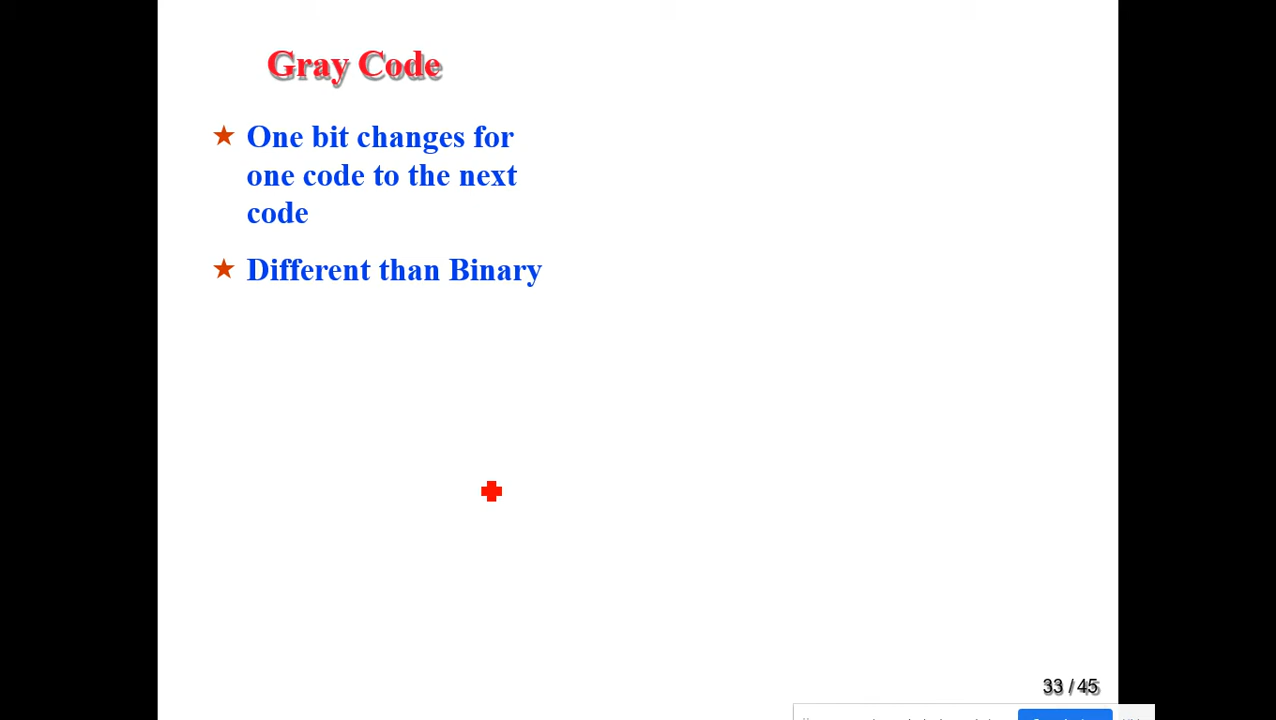 Gray Code
★ One bit changes for
one code to the next
code
★ Different than Binary
33 / 45